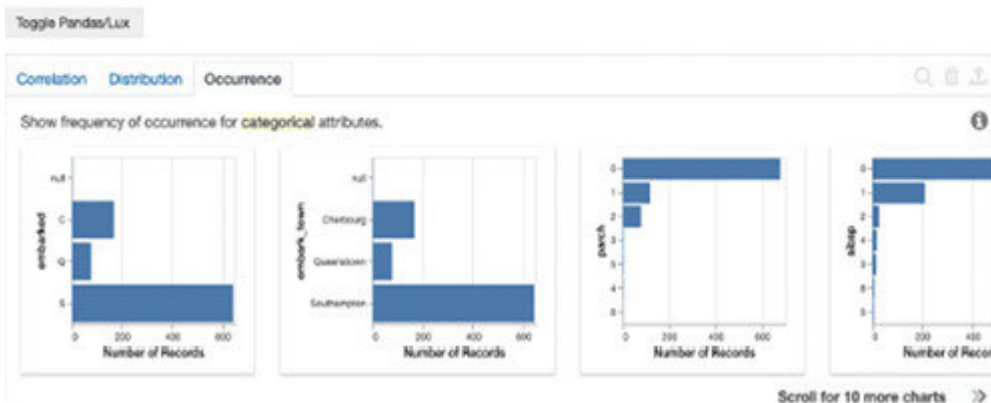 Toggle Pandas/Lux
Correlation Distribution Occurrence
Show frequency of occurrence for categorical attributes.
embarked
null
C
Q
S
0 200 400 600
Number of Records
embark_town
null
Cherbourg
Queenstown
Southampton
0 200 400 600
Number of Records
parch
0
1
2
3
5
4
6
0 200 400 600
Number of Records
sibsp
0
1
2
4
3
8
5
0 200 400
Number of Recor
Scroll for 10 more charts »